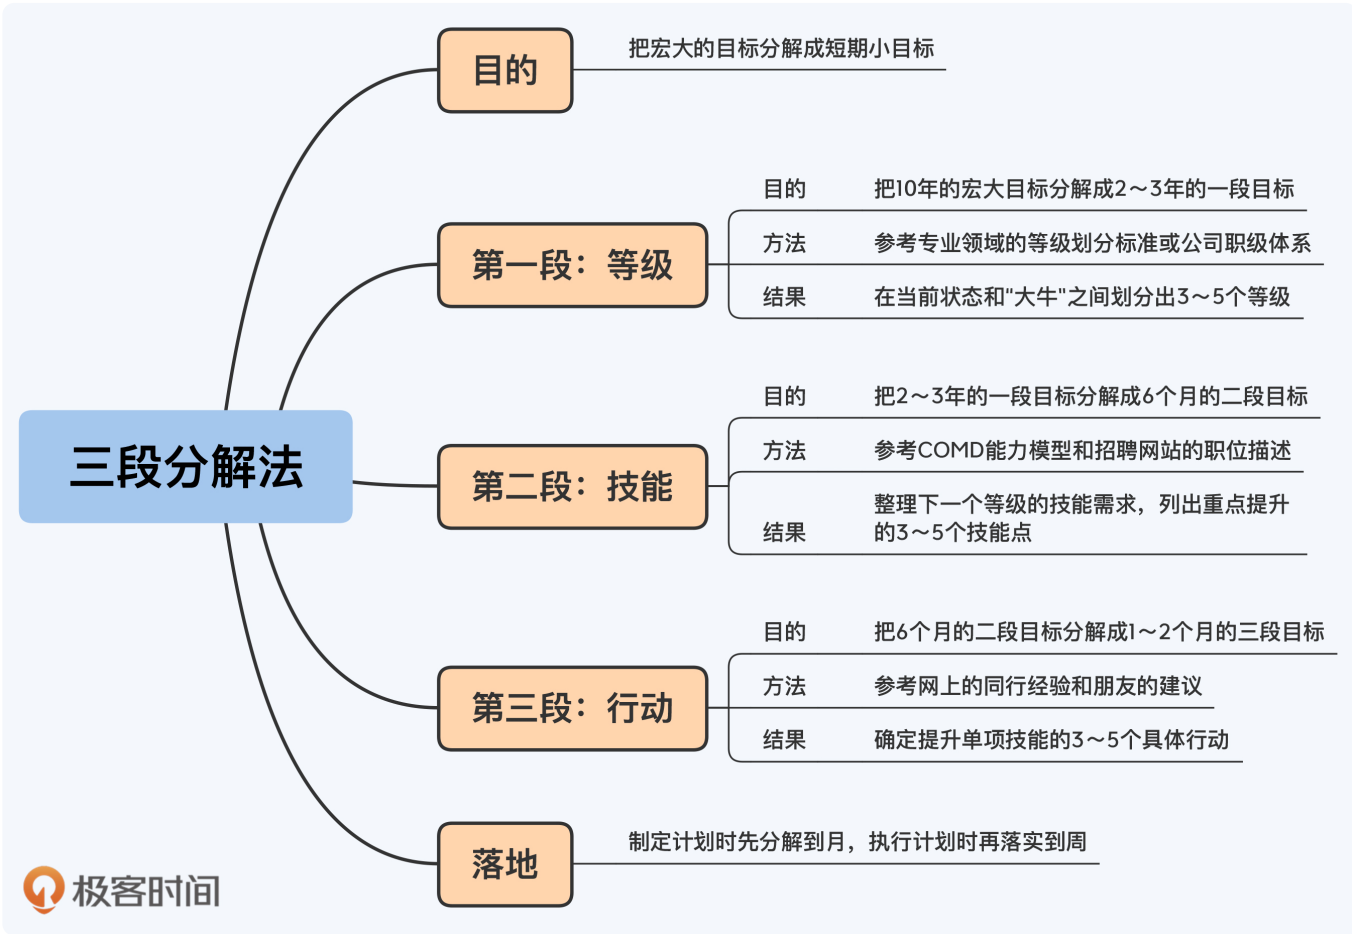 目的
把宏大的目标分解成短期小目标
第一段：等级
目的
把10年的宏大目标分解成2～3年的一段目标
方法
参考专业领域的等级划分标准或公司职级体系
结果
在当前状态和"大牛"之间划分出3～5个等级
三段分解法
第二段：技能
目的
把2～3年的一段目标分解成6个月的二段目标
方法
参考COMD能力模型和招聘网站的职位描述
结果
整理下一个等级的技能需求，列出重点提升
的3～5个技能点
第三段：行动
目的
把6个月的二段目标分解成1～2个月的三段目标
方法
参考网上的同行经验和朋友的建议
结果
确定提升单项技能的3～5个具体行动
落地
制定计划时先分解到月，执行计划时再落实到周
极客时间